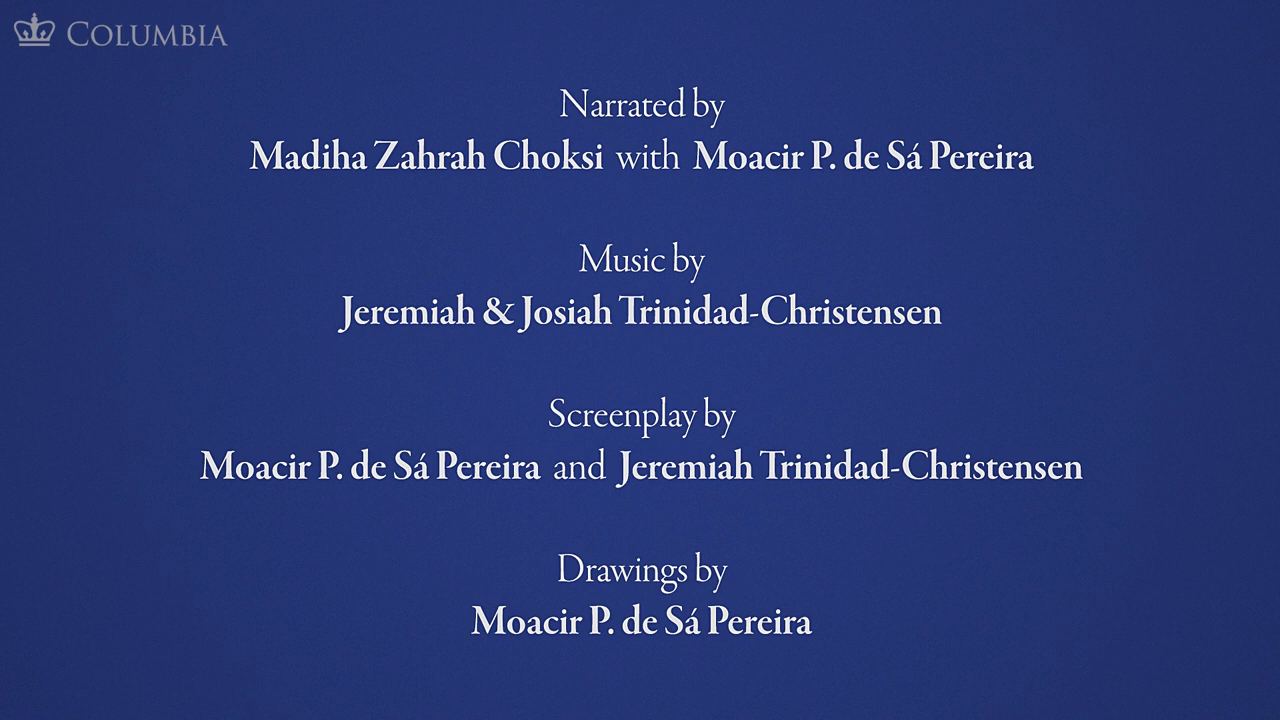 COLUMBIA
Narrated by
Madiha Zahrah Choksi with Moacir P. de Sá Pereira
Music by
Jeremiah & Josiah Trinidad-Christensen
Screenplay by
Moacir P. de Sá Pereira and Jeremiah Trinidad-Christensen
Drawings by
Moacir P. de Sá Pereira